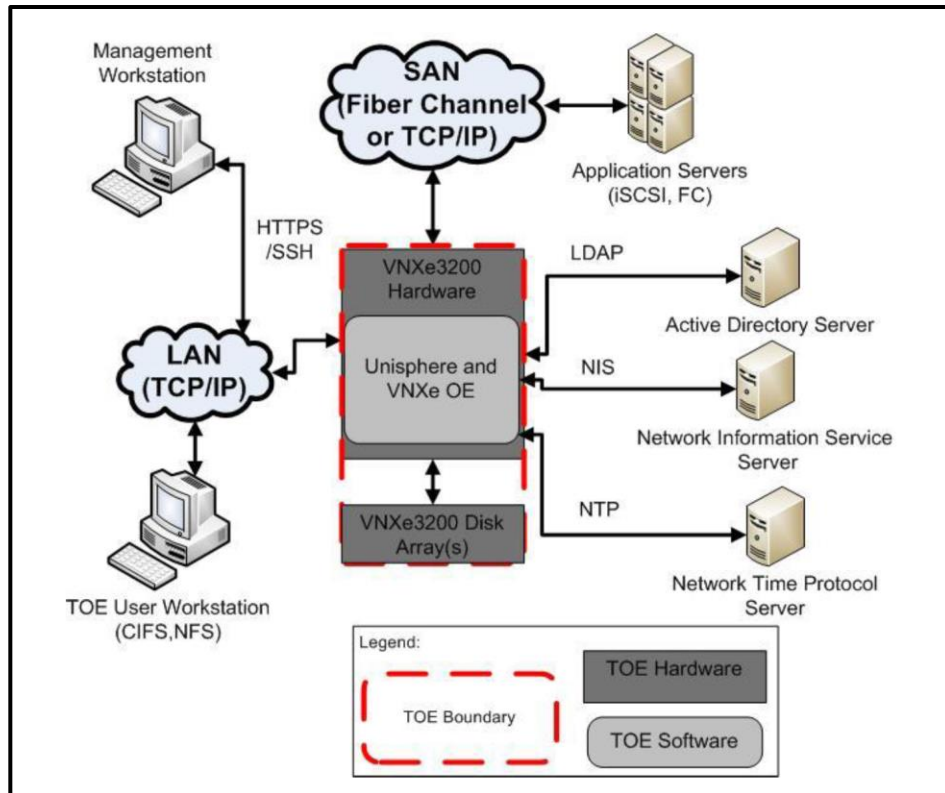 Management
Workstation
SAN
(Fiber Channel
or TCP/IP)
Application Servers
(iSCSI, FC)
HTTPS
/SSH
VNXe3200
Hardware
LDAP
Active Directory Server
LAN
(TCP/IP)
Unisphere and
VNXe OE
NIS
Network Information Service
Server
NTP
VNXe3200 Disk
Array(s)
Network Time Protocol
Server
TOE User Workstation
(CIFS,NFS)
Legend:
TOE Boundary
TOE Hardware
TOE Software